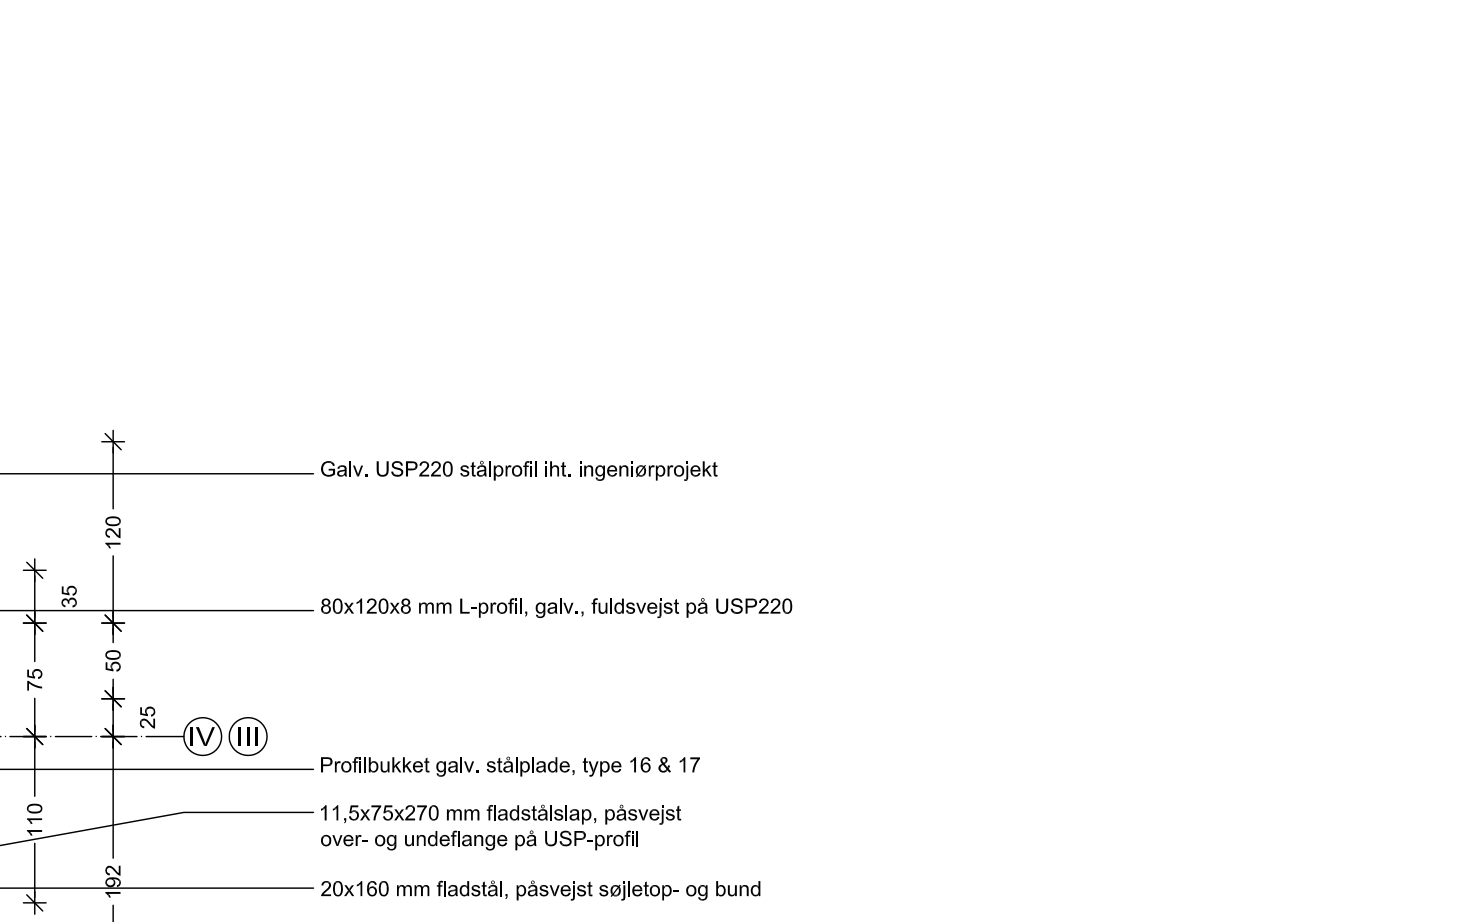 Galv. USP220 stålprofil iht. ingeniørprojekt
120
35
80x120x8 mm L-profil, galv., fuldsvejst på USP220
50
75
25
IV III
Profilbukket galv. stålplade, type 16 & 17
11,5x75x270 mm fladstålslap, påsvejst
110
over- og undeflange på USP-profil
192
20x160 mm fladstål, påsvejst søjletop- og bund